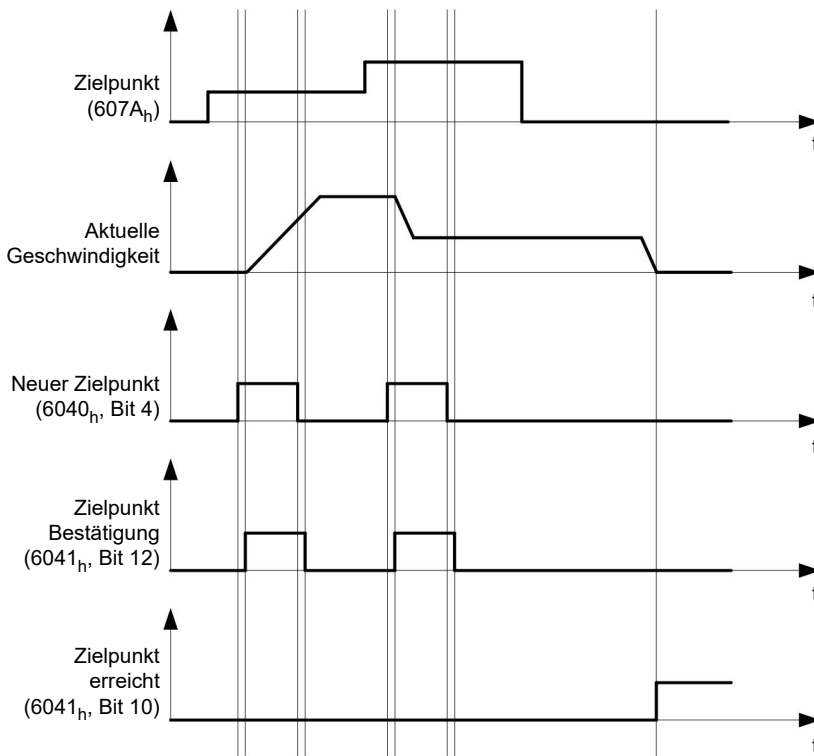 Zielpunkt
(607Ah)
t
Aktuelle
Geschwindigkeit
t
Neuer Zielpunkt
(6040h, Bit 4)
t
Zielpunkt
Bestätigung
(6041h, Bit 12)
t
Zielpunkt
erreicht
(6041h, Bit 10)
t